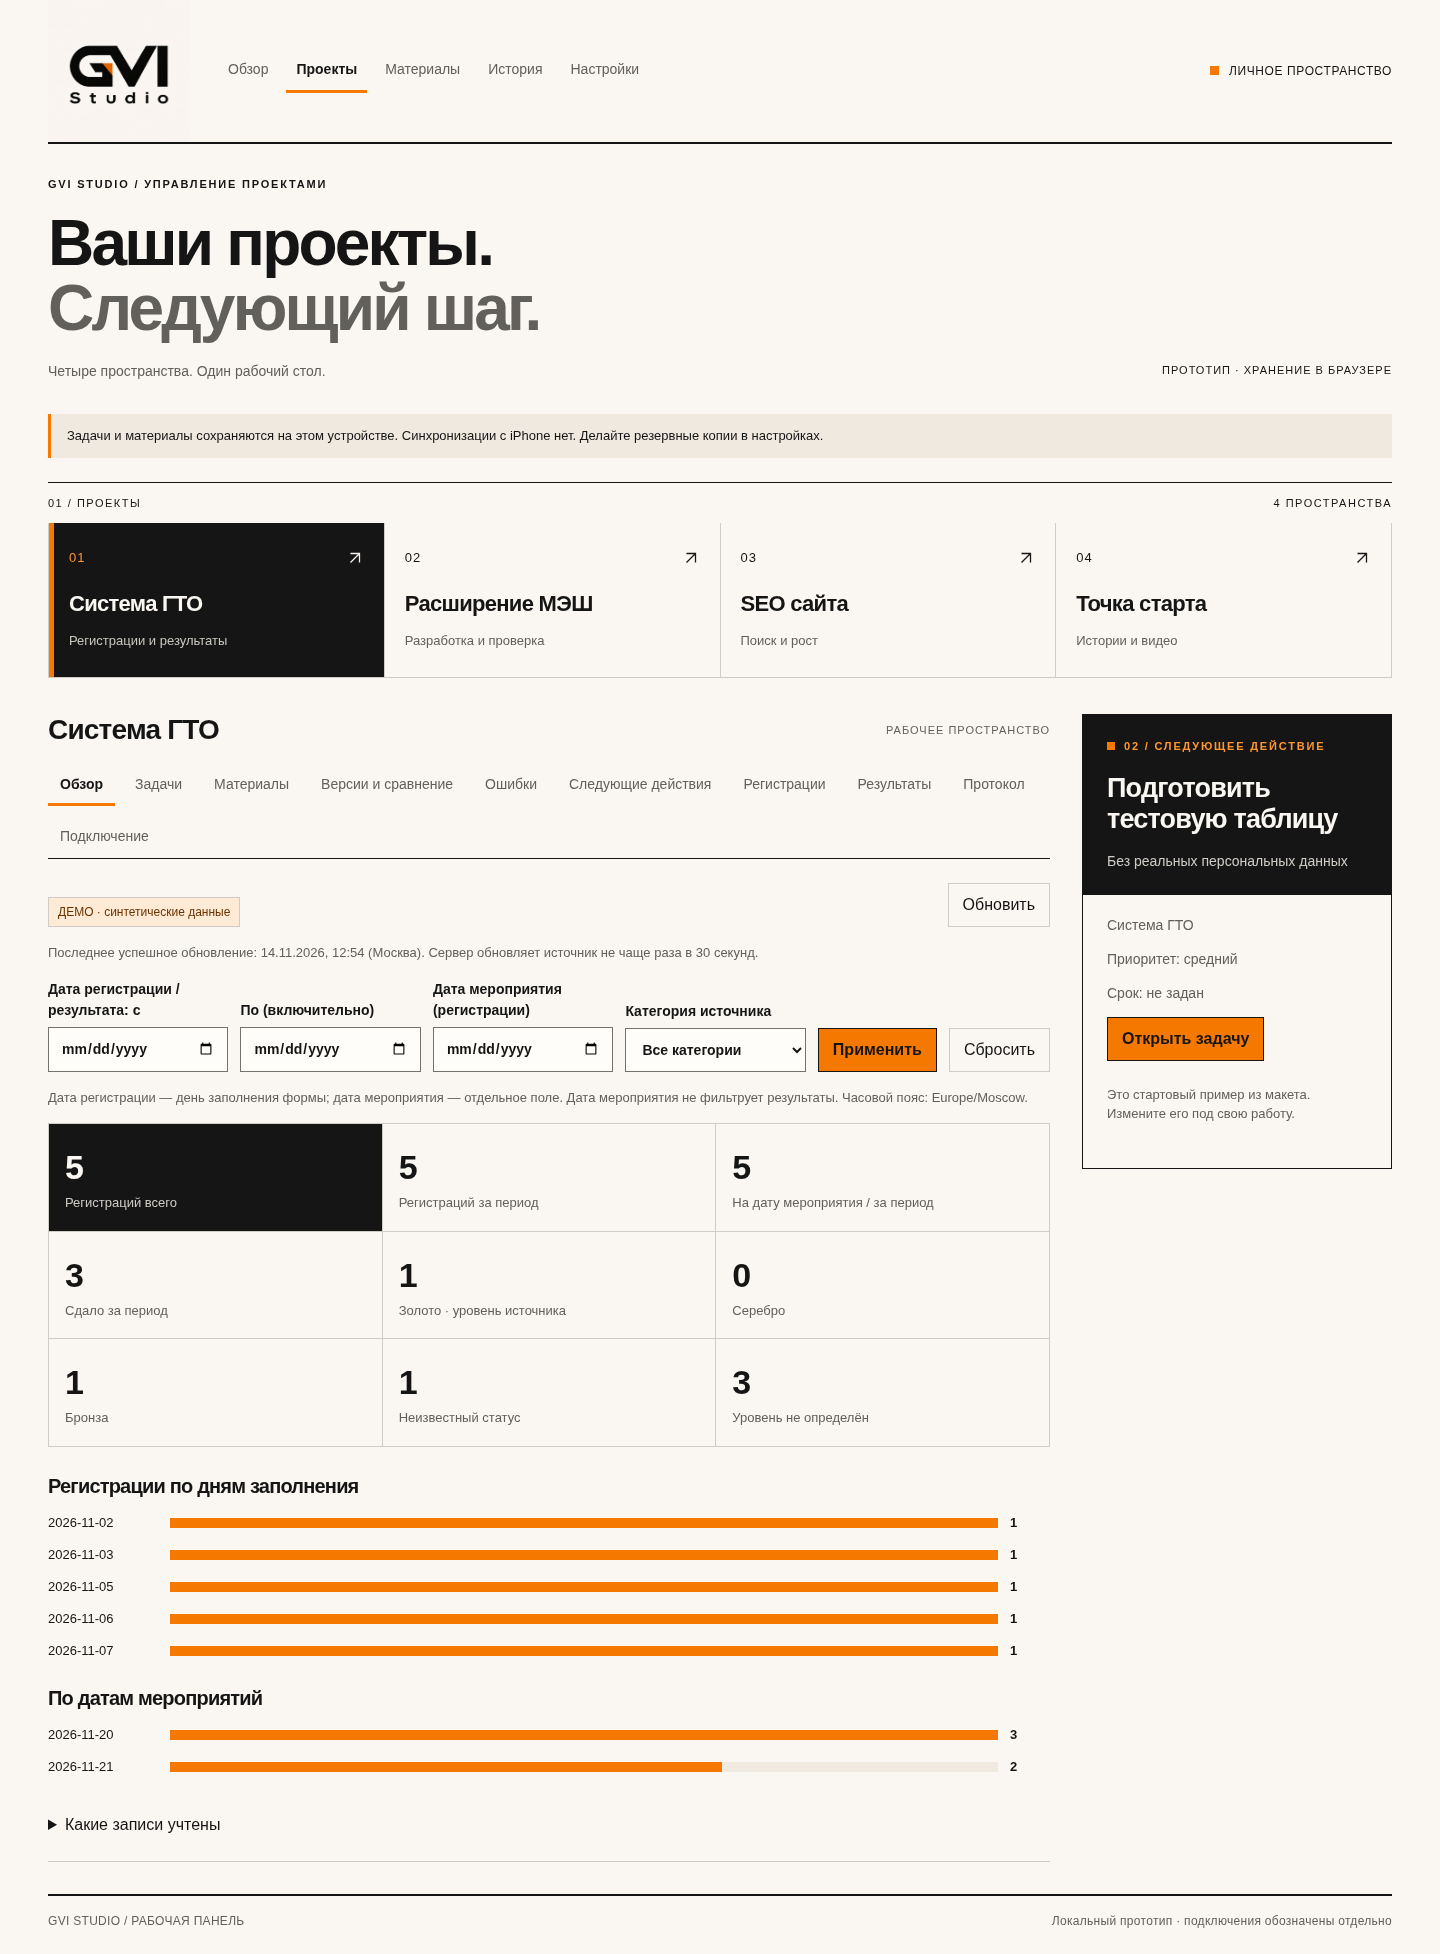 GVI
Studio
Обзор
Проекты
Материалы
История
Настройки
ЛИЧНОЕ ПРОСТРАНСТВО
GVI STUDIO / УПРАВЛЕНИЕ ПРОЕКТАМИ
Ваши проекты.
Следующий шаг.
Четыре пространства. Один рабочий стол.
ПРОТОТИП · ХРАНЕНИЕ В БРАУЗЕРЕ
Задачи и материалы сохраняются на этом устройстве. Синхронизации с iPhone нет. Делайте резервные копии в настройках.
01 / ПРОЕКТЫ
4 ПРОСТРАНСТВА
01
Система ГТО
Регистрации и результаты
02
Расширение МЭШ
Разработка и проверка
03
SEO сайта
Поиск и рост
04
Точка старта
Истории и видео
Система ГТО
РАБОЧЕЕ ПРОСТРАНСТВО
Обзор
Задачи
Материалы
Версии и сравнение
Ошибки
Следующие действия
Регистрации
Результаты
Протокол
Подключение
ДЕМО · синтетические данные
Обновить
Последнее успешное обновление: 14.11.2026, 12:54 (Москва). Сервер обновляет источник не чаще раза в 30 секунд.
Дата регистрации /
результата: с
mm/dd/yyyy
По (включительно)
mm/dd/yyyy
Дата мероприятия
(регистрации)
mm/dd/yyyy
Категория источника
Все категории
Применить
Сбросить
Дата регистрации — день заполнения формы; дата мероприятия — отдельное поле. Дата мероприятия не фильтрует результаты. Часовой пояс: Europe/Moscow.
5
Регистраций всего
5
Регистраций за период
5
На дату мероприятия / за период
3
Сдало за период
1
Золото · уровень источника
0
Серебро
1
Бронза
1
Неизвестный статус
3
Уровень не определён
Регистрации по дням заполнения
2026-11-02 1
2026-11-03 1
2026-11-05 1
2026-11-06 1
2026-11-07 1
По датам мероприятий
2026-11-20 3
2026-11-21 2
Какие записи учтены
02 / СЛЕДУЮЩЕЕ ДЕЙСТВИЕ
Подготовить
тестовую таблицу
Без реальных персональных данных
Система ГТО
Приоритет: средний
Срок: не задан
Открыть задачу
Это стартовый пример из макета.
Измените его под свою работу.
GVI STUDIO / РАБОЧАЯ ПАНЕЛЬ
Локальный прототип · подключения обозначены отдельно